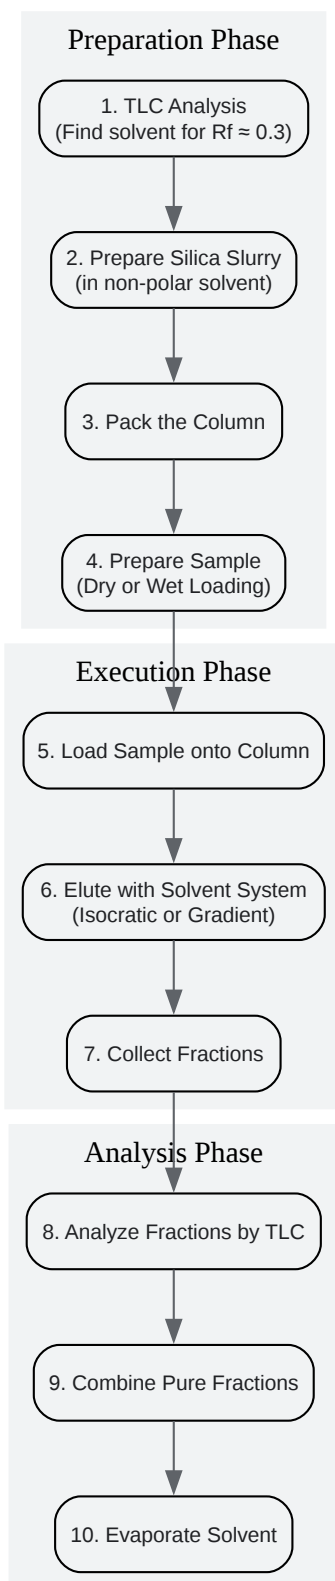 Preparation Phase
1. TLC Analysis
(Find solvent for Rf ≈ 0.3)
2. Prepare Silica Slurry
(in non-polar solvent)
3. Pack the Column
4. Prepare Sample
(Dry or Wet Loading)
Execution Phase
5. Load Sample onto Column
6. Elute with Solvent System
(Isocratic or Gradient)
7. Collect Fractions
Analysis Phase
8. Analyze Fractions by TLC
9. Combine Pure Fractions
10. Evaporate Solvent